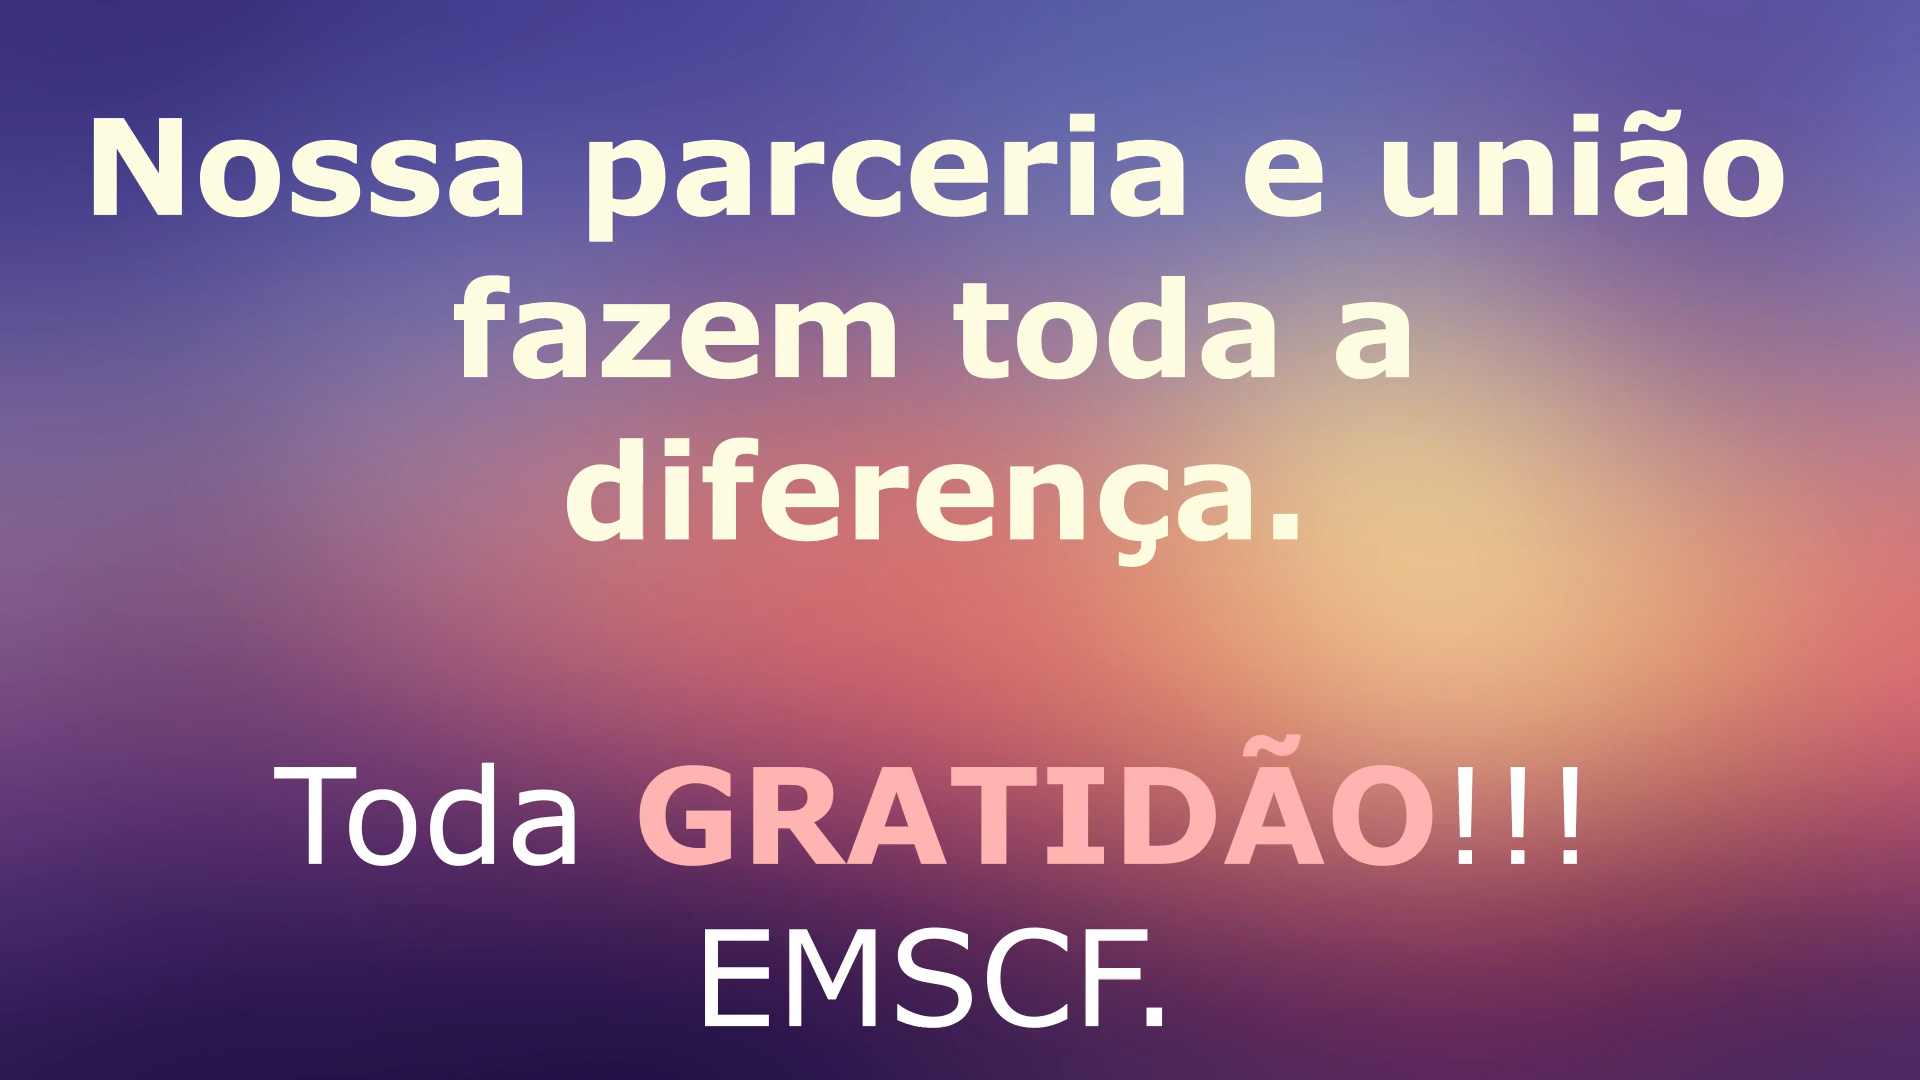 Nossa parceria e união
fazem toda a
diferença.
Toda GRATIDÃO!!!
EMSCF.